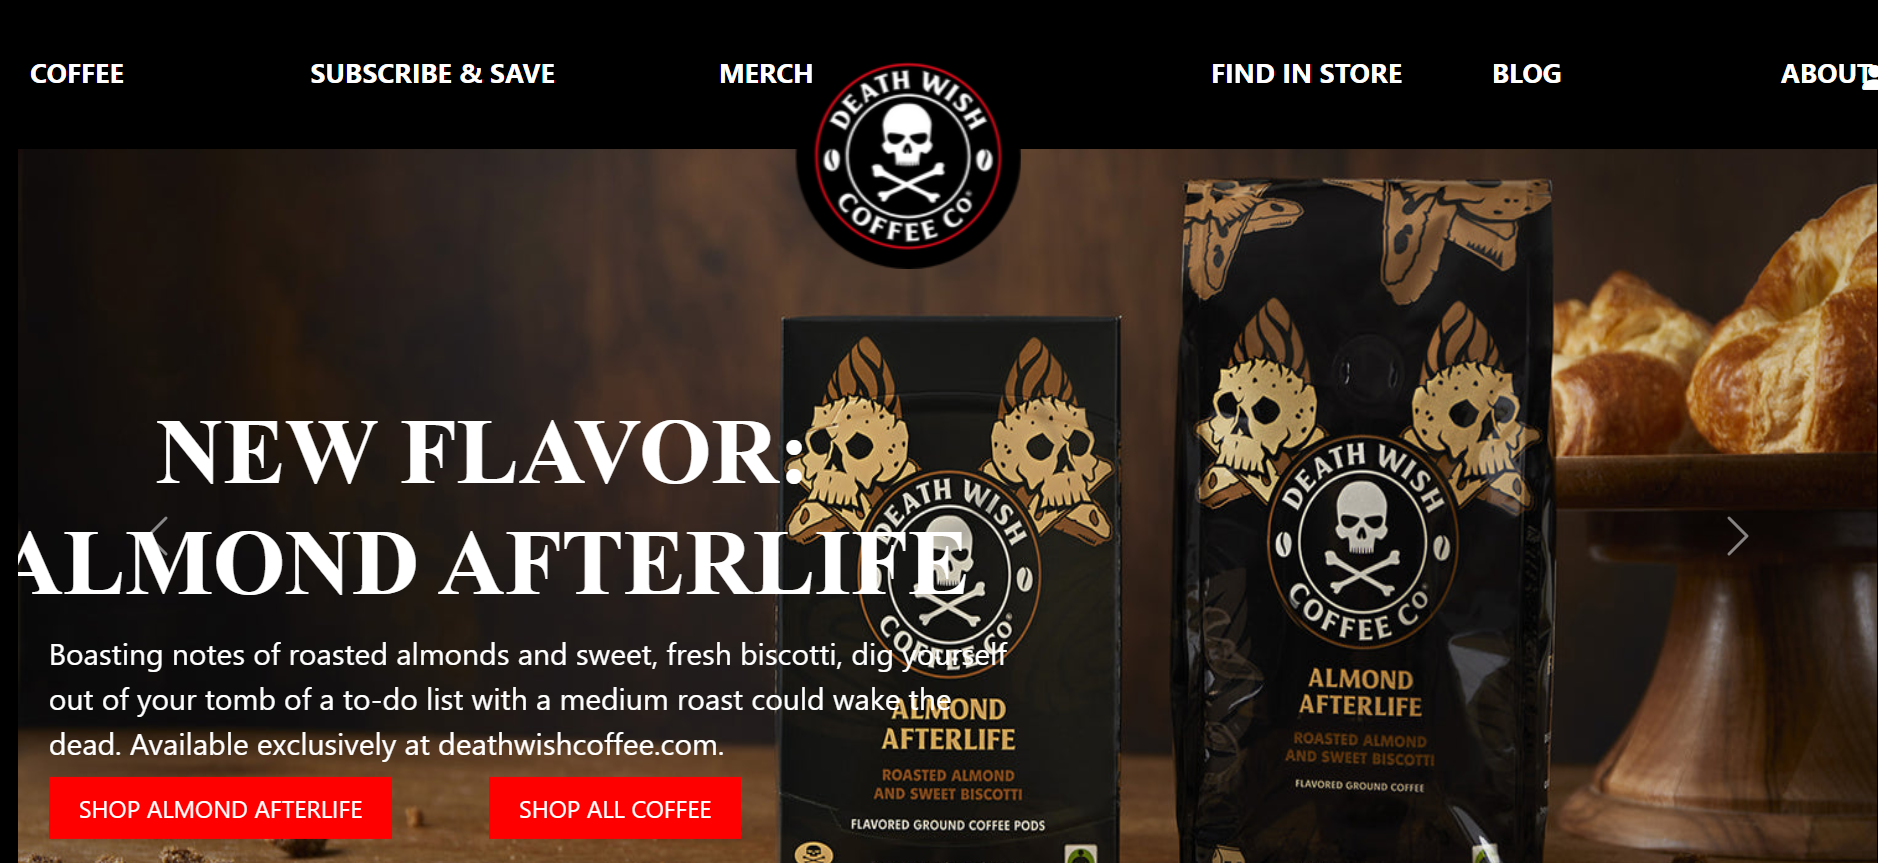 COFFEE
SUBSCRIBE & SAVE
MERCH
FIND IN STORE
BLOG
ABOUT
DEATH WISH
COFFEE CO®
NEW FLAVOR:
ALMOND AFTERLIFE
Boasting notes of roasted almonds and sweet, fresh biscotti, dig yourself
out of your tomb of a to-do list with a medium roast could wake the
dead. Available exclusively at deathwishcoffee.com.
SHOP ALMOND AFTERLIFE
SHOP ALL COFFEE
DEATH WISH
COFFEE CO®
ALMOND
AFTERLIFE
ROASTED ALMOND
AND SWEET BISCOTTI
FLAVORED GROUND COFFEE PODS
DEATH WISH
COFFEE CO®
ALMOND
AFTERLIFE
ROASTED ALMOND
AND SWEET BISCOTTI
FLAVORED GROUND COFFEE